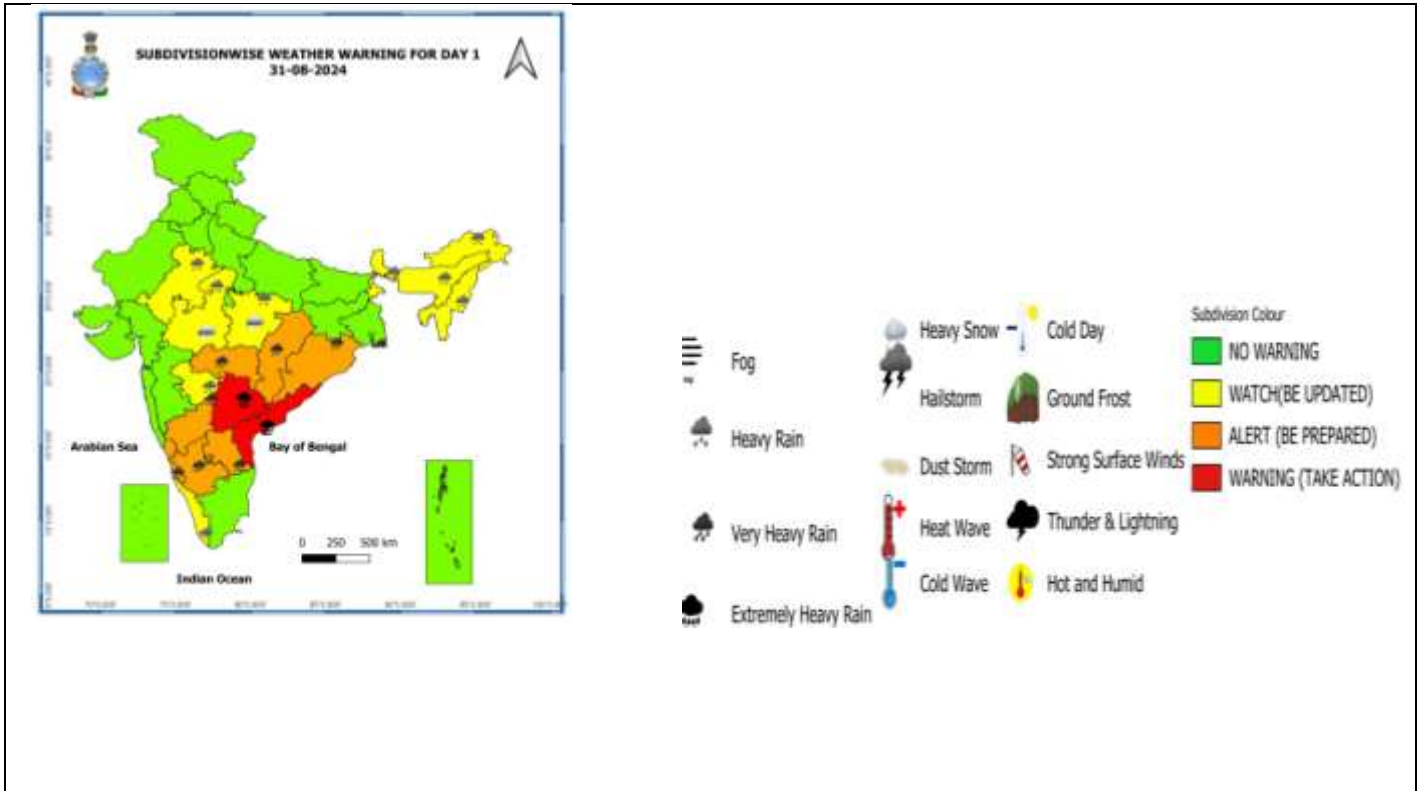 SUBDIVISIONWISE WEATHER WARNING FOR DAY 1
31-08-2024
Arabian Sea
Bay of Bengal
0 250 500 km
Indian Ocean
Fog
Heavy Rain
Very Heavy Rain
Extremely Heavy Rain
Heavy Snow
Hailstorm
Dust Storm
Heat Wave
Cold Wave
Cold Day
Ground Frost
Strong Surface Winds
Thunder & Lightning
Hot and Humid
Subdivision Colour
NO WARNING
WATCH(BE UPDATED)
ALERT (BE PREPARED)
WARNING (TAKE ACTION)